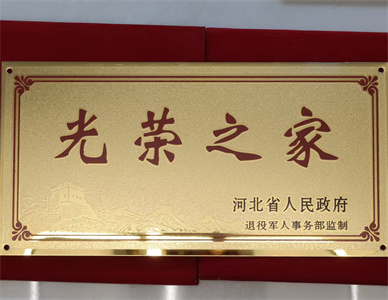 光荣之家
河北省人民政府
退役军人事务部监制